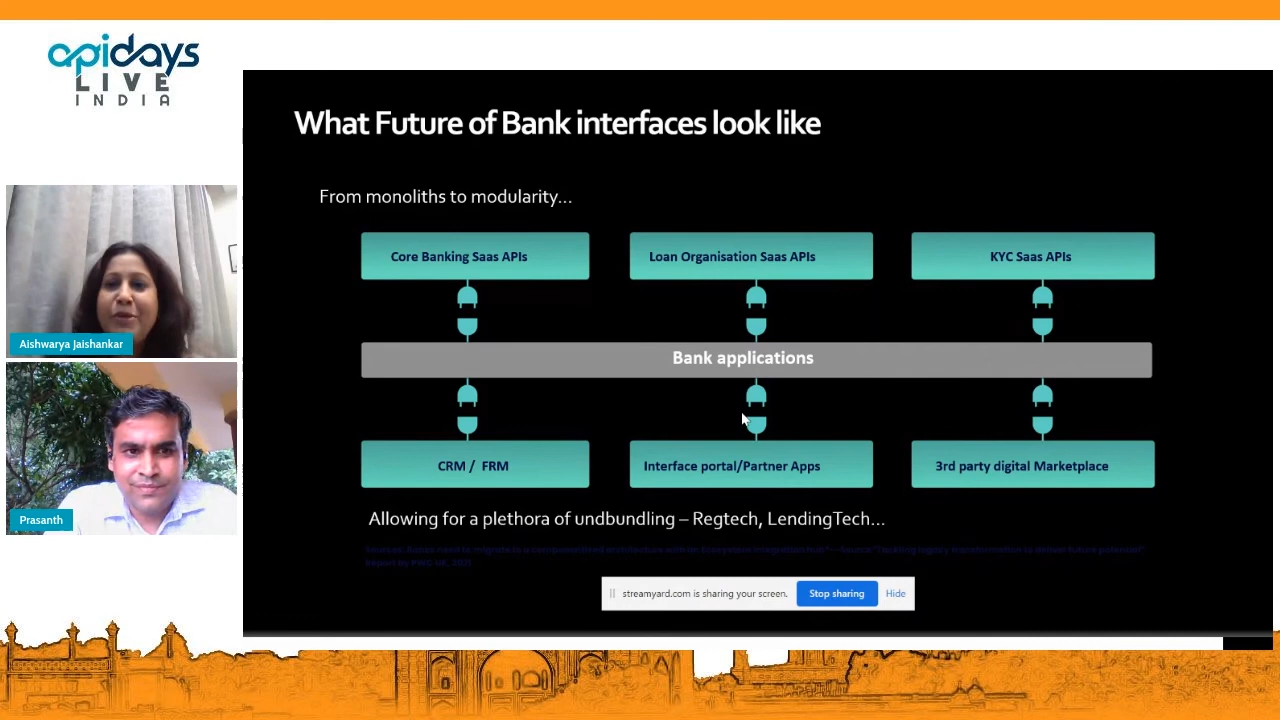 apidays
LIVE
INDIA
What Future of Bank interfaces look like
From monoliths to modularity...
Core Banking Saas APIs
Loan Organisation Saas APIs
KYC Saas APIs
Bank applications
CRM / FRM
Interface portal/Partner Apps
3rd party digital Marketplace
Allowing for a plethora of undbundling – Regtech, LendingTech...
streamyard.com is sharing your screen.
Stop sharing
Hide
Aishwarya Jaishankar
Prasanth